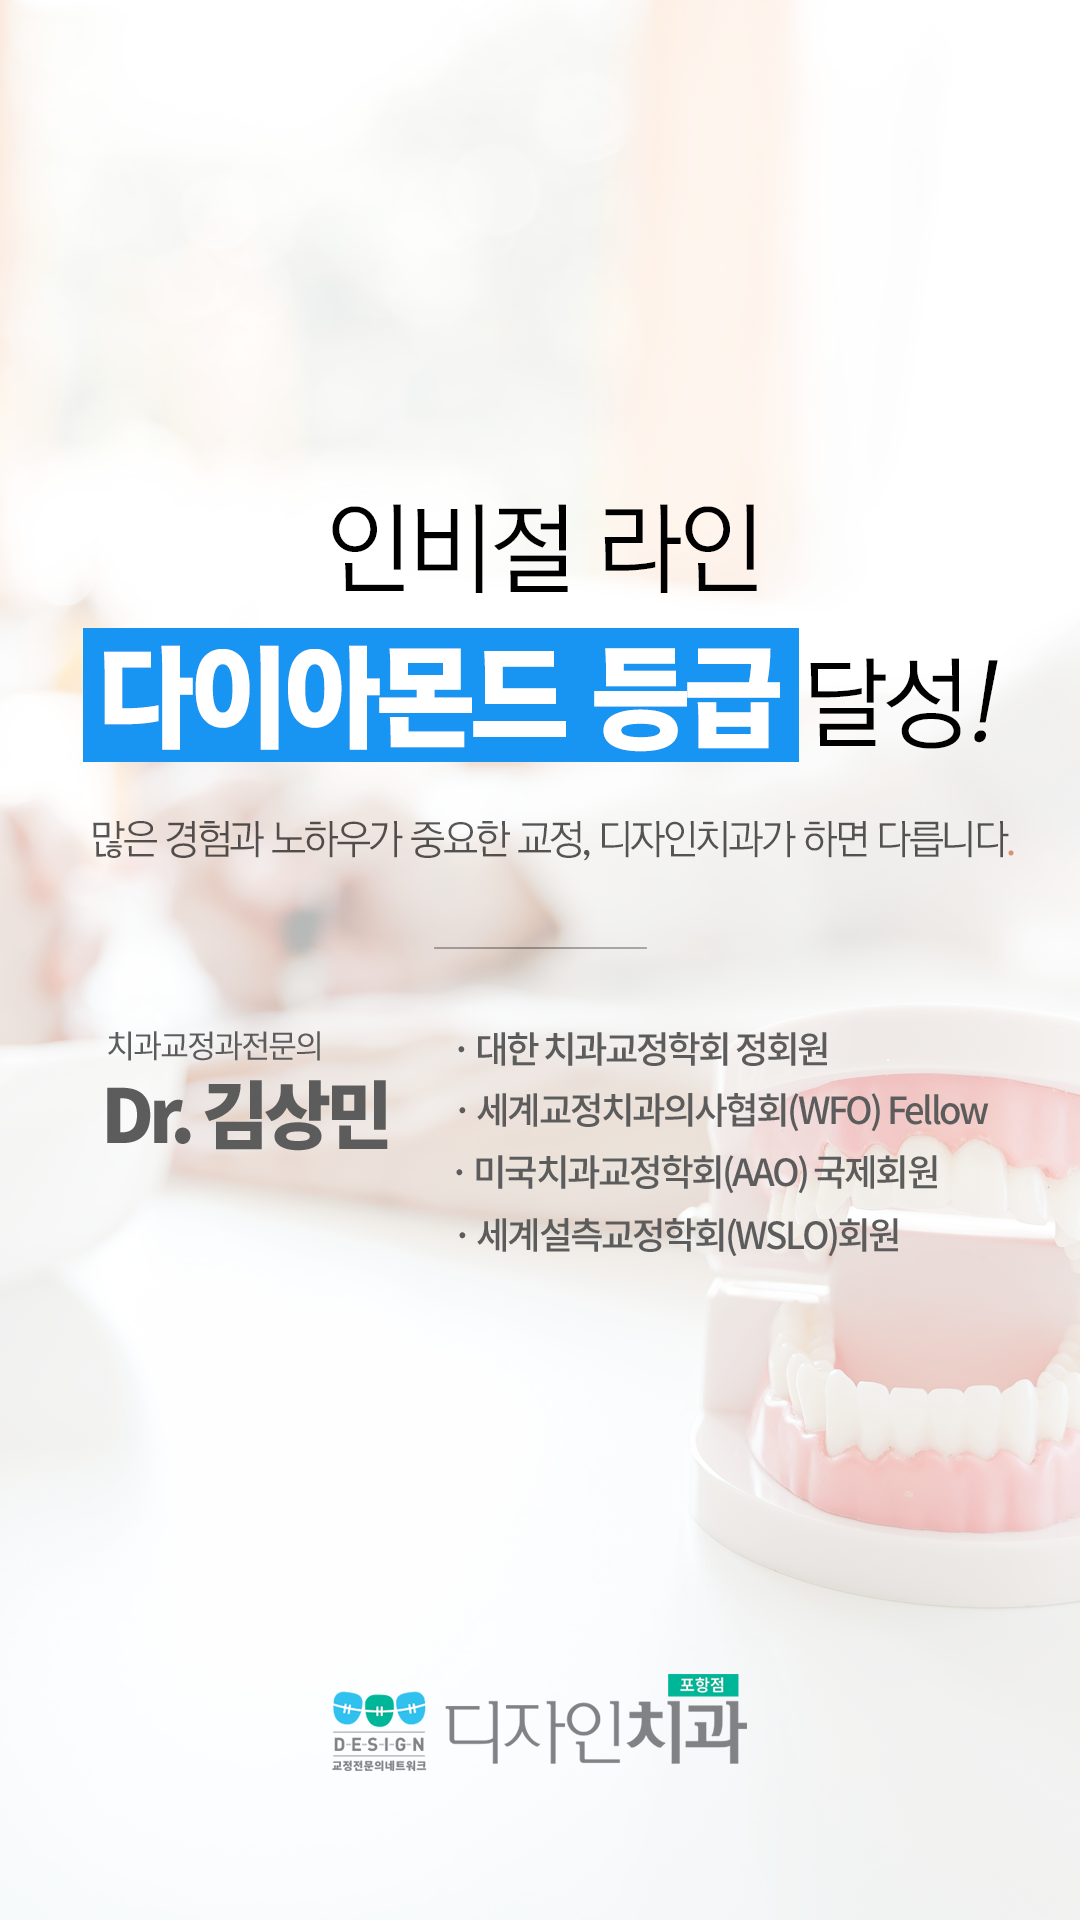 인비절 라인
다이아몬드 등급 달성!
많은 경험과 노하우가 중요한 교정, 디자인치과가 하면 다릅니다.
치과교정과전문의
Dr. 김상민
· 대한 치과교정학회 정회원
· 세계교정치과의사협회(WFO) Fellow
· 미국치과교정학회(AAO) 국제회원
· 세계설측교정학회(WSLO)회원
D-E-S-I-G-N
교정전문의네트워크
포항점
디자인치과